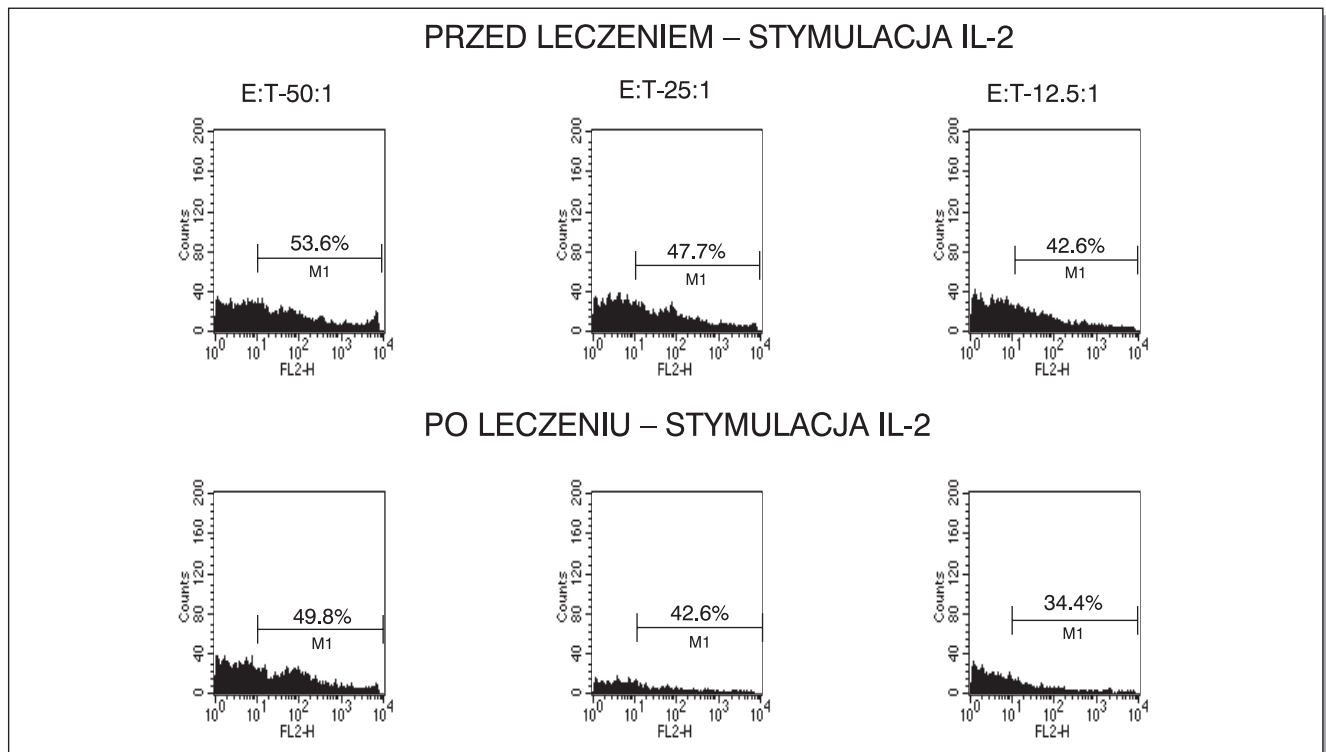 PRZED LECZENIEM – STYMULACJA IL-2
E:T-50:1
E:T-25:1
E:T-12.5:1
Counts
200
160
120
80
40
0
53.6%
M1
10^0 10^1 10^2 10^3 10^4
FL2-H
Counts
200
160
120
80
40
0
47.7%
M1
10^0 10^1 10^2 10^3 10^4
FL2-H
Counts
200
160
120
80
40
0
42.6%
M1
10^0 10^1 10^2 10^3 10^4
FL2-H
PO LECZENIU – STYMULACJA IL-2
Counts
200
160
120
80
40
0
49.8%
M1
10^0 10^1 10^2 10^3 10^4
FL2-H
Counts
200
160
120
80
40
0
42.6%
M1
10^0 10^1 10^2 10^3 10^4
FL2-H
Counts
200
160
120
80
40
0
34.4%
M1
10^0 10^1 10^2 10^3 10^4
FL2-H